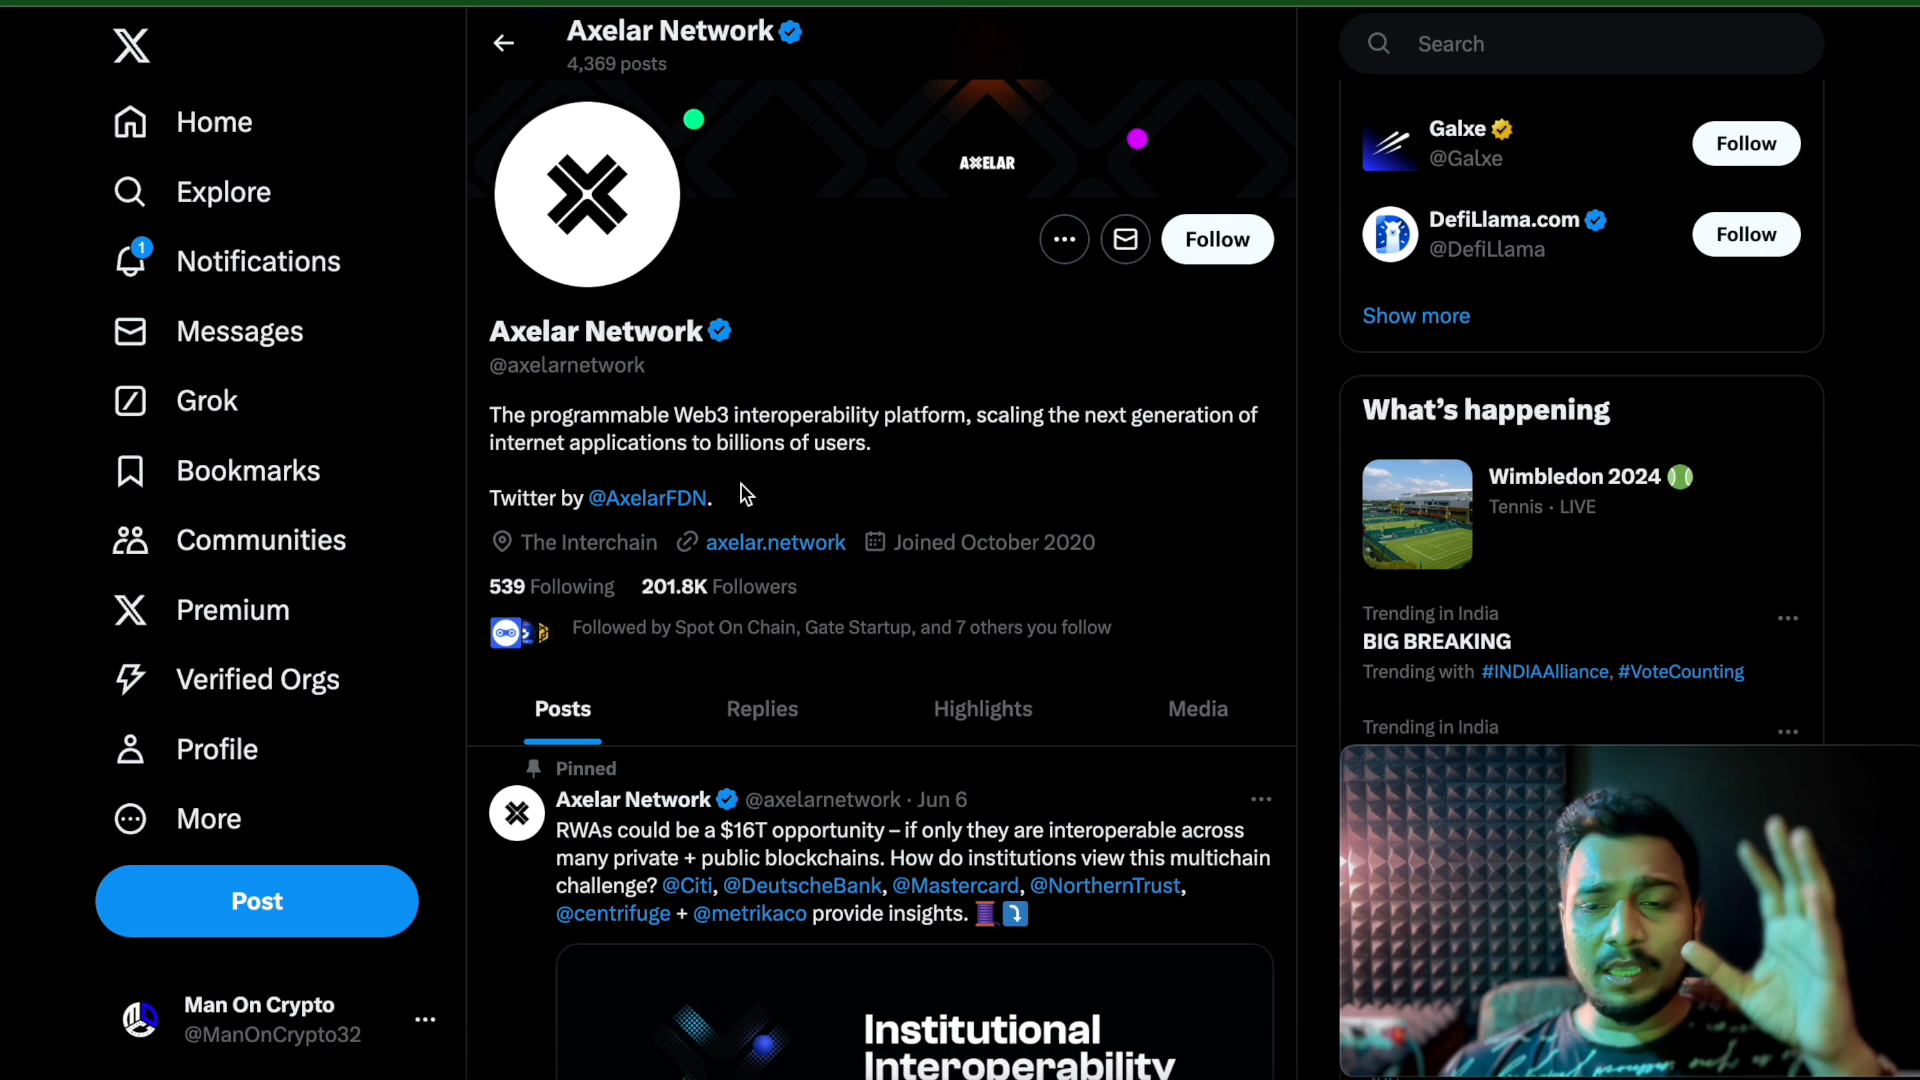 Home
Explore
1
Notifications
Messages
Grok
Bookmarks
Communities
Premium
Verified Orgs
Profile
More
Post
Man On Crypto
@ManOnCrypto32
Axelar Network
4,369 posts
AXELAR
Follow
Axelar Network
@axelarnetwork
The programmable Web3 interoperability platform, scaling the next generation of
internet applications to billions of users.
Twitter by @AxelarFDN.
The Interchain axelar.network Joined October 2020
539 Following 201.8K Followers
Followed by Spot On Chain, Gate Startup, and 7 others you follow
Posts Replies Highlights Media
Pinned
Axelar Network @axelarnetwork · Jun 6
RWAs could be a $16T opportunity – if only they are interoperable across
many private + public blockchains. How do institutions view this multichain
challenge? @Citi, @DeutscheBank, @Mastercard, @NorthernTrust,
@centrifuge + @metrikaco provide insights.
Institutional
Interoperability
Search
Galxe
@Galxe
Follow
DefiLlama.com
@DefiLlama
Follow
Show more
What's happening
Wimbledon 2024
Tennis · LIVE
Trending in India
BIG BREAKING
Trending with #INDIAAlliance, #VoteCounting
Trending in India